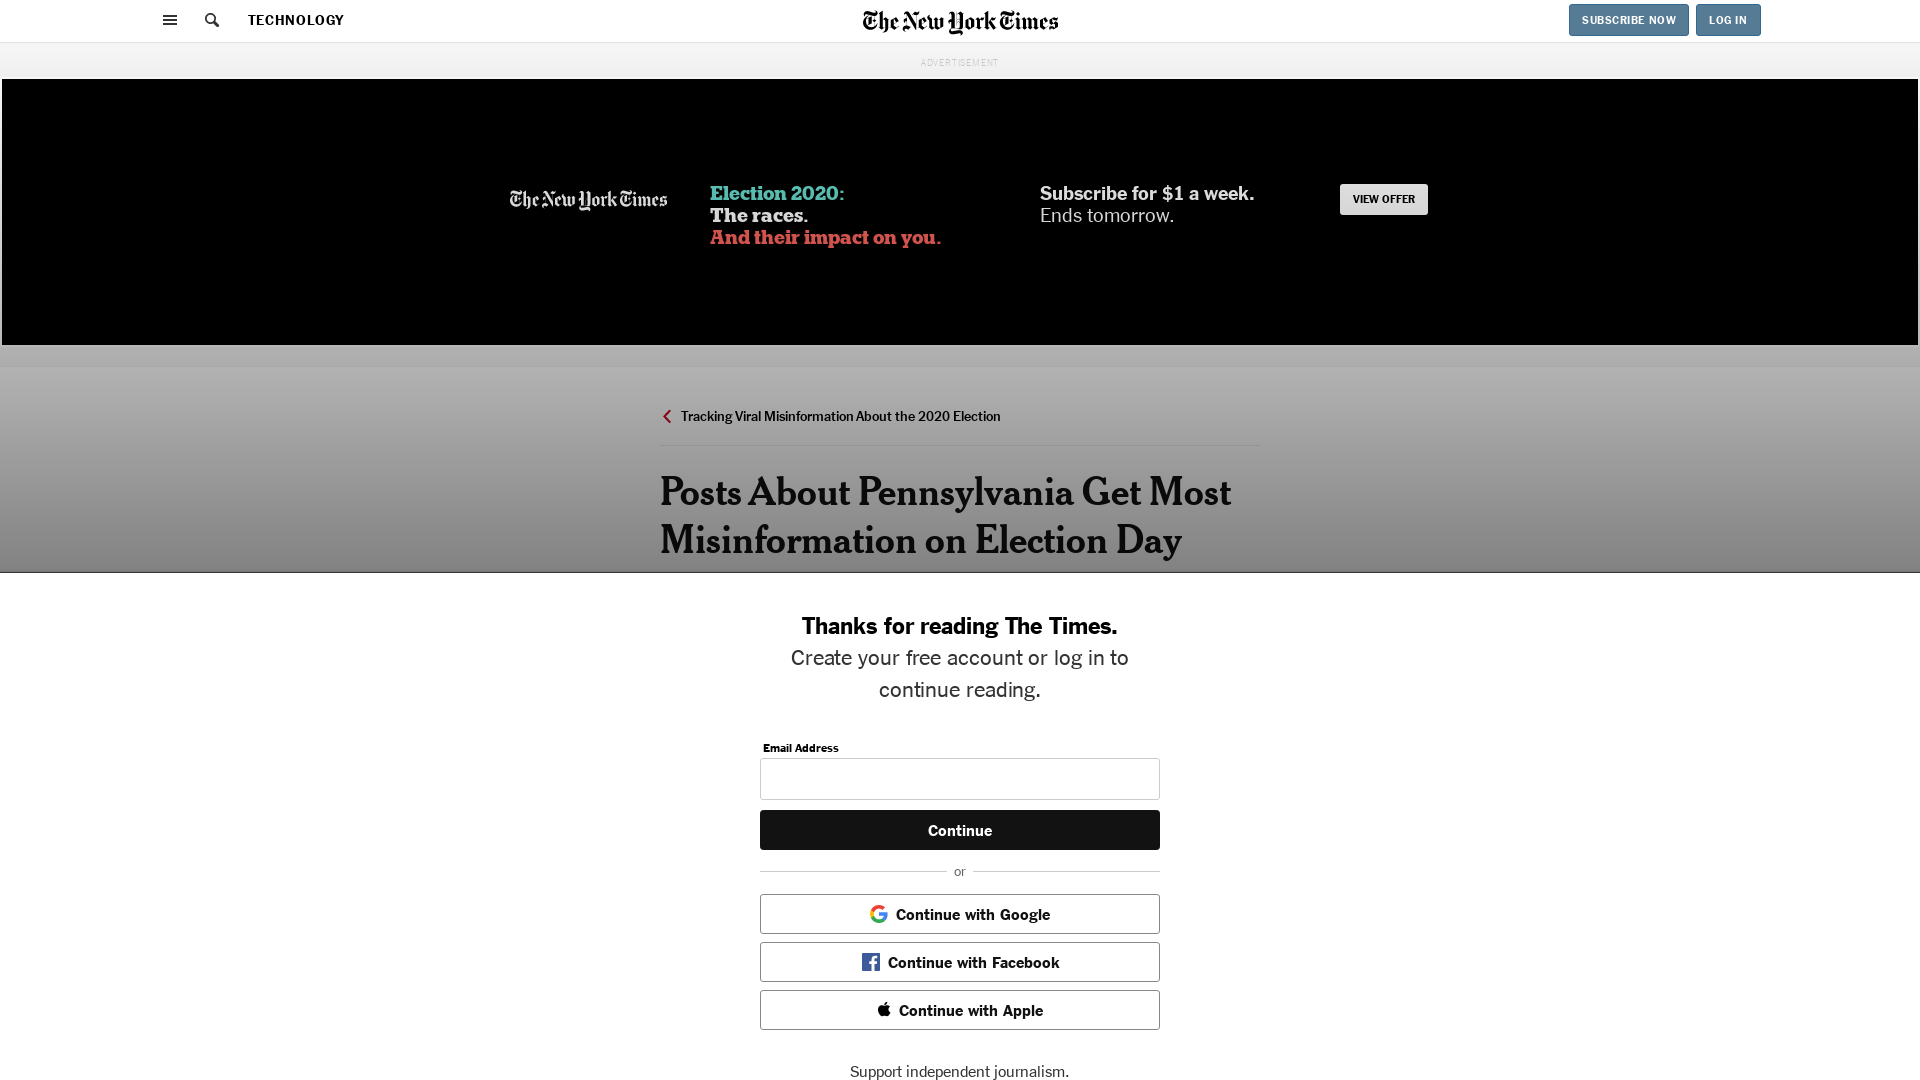 TECHNOLOGY
The New York Times
SUBSCRIBE NOW
LOG IN
ADVERTISEMENT
The New York Times
Election 2020:
The races.
And their impact on you.
Subscribe for $1 a week.
Ends tomorrow.
VIEW OFFER
Tracking Viral Misinformation About the 2020 Election
Posts About Pennsylvania Get Most
Misinformation on Election Day
Thanks for reading The Times.
Create your free account or log in to
continue reading.
Email Address
Continue
or
Continue with Google
Continue with Facebook
Continue with Apple
Support independent journalism.